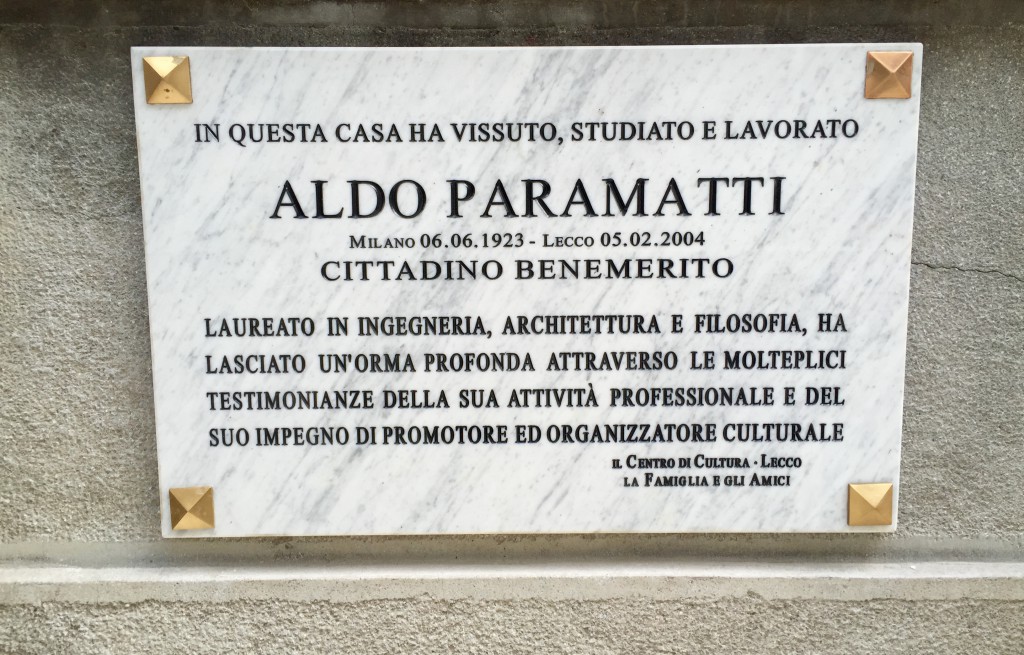 IN QUESTA CASA HA VISSUTO, STUDIATO E LAVORATO
ALDO PARAMATTI
MILANO 06.06.1923 - LECCO 05.02.2004
CITTADINO BENEMERITO
LAUREATO IN INGEGNERIA, ARCHITETTURA E FILOSOFIA, HA
LASCIATO UN'ORMA PROFONDA ATTRAVERSO LE MOLTEPLICI
TESTIMONIANZE DELLA SUA ATTIVITÀ PROFESSIONALE E DEL
SUO IMPEGNO DI PROMOTORE ED ORGANIZZATORE CULTURALE
IL CENTRO DI CULTURA · LECCO
LA FAMIGLIA E GLI AMICI